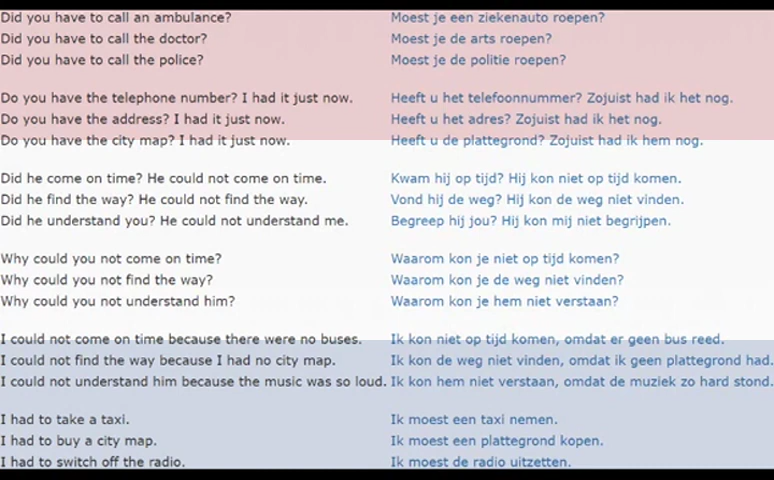 Did you have to call an ambulance? Moest je een ziekenauto roepen?
Did you have to call the doctor? Moest je de arts roepen?
Did you have to call the police? Moest je de politie roepen?
Do you have the telephone number? I had it just now. Heeft u het telefoonnummer? Zojuist had ik het nog.
Do you have the address? I had it just now. Heeft u het adres? Zojuist had ik het nog.
Do you have the city map? I had it just now. Heeft u de plattegrond? Zojuist had ik hem nog.
Did he come on time? He could not come on time. Kwam hij op tijd? Hij kon niet op tijd komen.
Did he find the way? He could not find the way. Vond hij de weg? Hij kon de weg niet vinden.
Did he understand you? He could not understand me. Begreep hij jou? Hij kon mij niet begrijpen.
Why could you not come on time? Waarom kon je niet op tijd komen?
Why could you not find the way? Waarom kon je de weg niet vinden?
Why could you not understand him? Waarom kon je hem niet verstaan?
I could not come on time because there were no buses. Ik kon niet op tijd komen, omdat er geen bus reed.
I could not find the way because I had no city map. Ik kon de weg niet vinden, omdat ik geen plattegrond had.
I could not understand him because the music was so loud. Ik kon hem niet verstaan, omdat de muziek zo hard stond.
I had to take a taxi. Ik moest een taxi nemen.
I had to buy a city map. Ik moest een plattegrond kopen.
I had to switch off the radio. Ik moest de radio uitzetten.